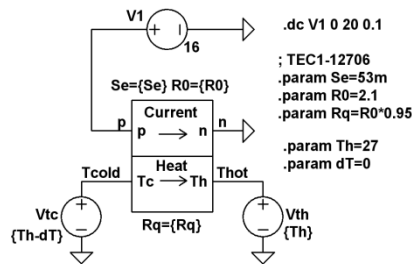 V1
+
-
16
.dc V1 0 20 0.1
Se={Se} R0={R0}
; TEC1-12706
.param Se=53m
.param R0=2.1
.param Rq=R0*0.95
.param Th=27
.param dT=0
Current
p
p → n
n
Heat
Tcold
Tc → Th
Thot
Vtc
{Th-dT}
+
-
Rq={Rq}
+
-
Vth
{Th}